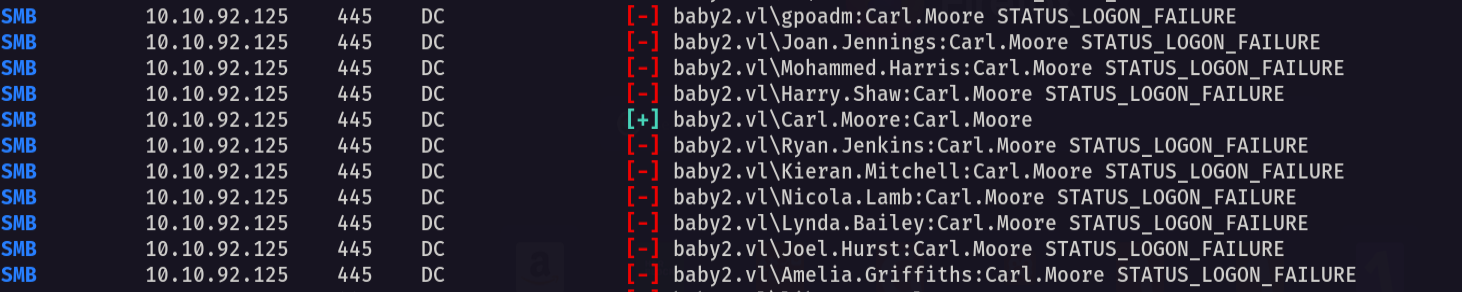 SMB 10.10.92.125 445 DC [-] baby2.vl\gpoadm:Carl.Moore STATUS_LOGON_FAILURE
SMB 10.10.92.125 445 DC [-] baby2.vl\Joan.Jennings:Carl.Moore STATUS_LOGON_FAILURE
SMB 10.10.92.125 445 DC [-] baby2.vl\Mohammed.Harris:Carl.Moore STATUS_LOGON_FAILURE
SMB 10.10.92.125 445 DC [-] baby2.vl\Harry.Shaw:Carl.Moore STATUS_LOGON_FAILURE
SMB 10.10.92.125 445 DC [+] baby2.vl\Carl.Moore:Carl.Moore
SMB 10.10.92.125 445 DC [-] baby2.vl\Ryan.Jenkins:Carl.Moore STATUS_LOGON_FAILURE
SMB 10.10.92.125 445 DC [-] baby2.vl\Kieran.Mitchell:Carl.Moore STATUS_LOGON_FAILURE
SMB 10.10.92.125 445 DC [-] baby2.vl\Nicola.Lamb:Carl.Moore STATUS_LOGON_FAILURE
SMB 10.10.92.125 445 DC [-] baby2.vl\Lynda.Bailey:Carl.Moore STATUS_LOGON_FAILURE
SMB 10.10.92.125 445 DC [-] baby2.vl\Joel.Hurst:Carl.Moore STATUS_LOGON_FAILURE
SMB 10.10.92.125 445 DC [-] baby2.vl\Amelia.Griffiths:Carl.Moore STATUS_LOGON_FAILURE